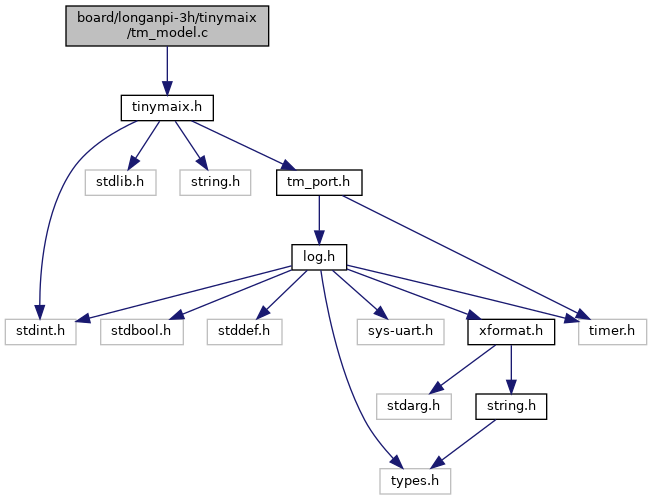 board/longanpi-3h/tinymaix
/tm_model.c
tinymaix.h
stdlib.h
string.h
tm_port.h
log.h
stdint.h
stdbool.h
stddef.h
sys-uart.h
xformat.h
timer.h
stdarg.h
string.h
types.h